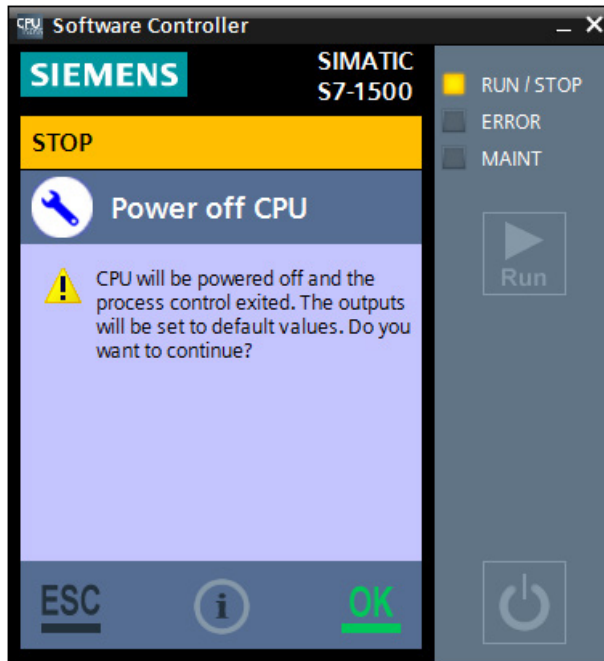 CPU Software Controller
SIEMENS
SIMATIC
S7-1500
STOP
Power off CPU
CPU will be powered off and the
process control exited. The outputs
will be set to default values. Do you
want to continue?
ESC
i
OK
RUN / STOP
ERROR
MAINT
Run